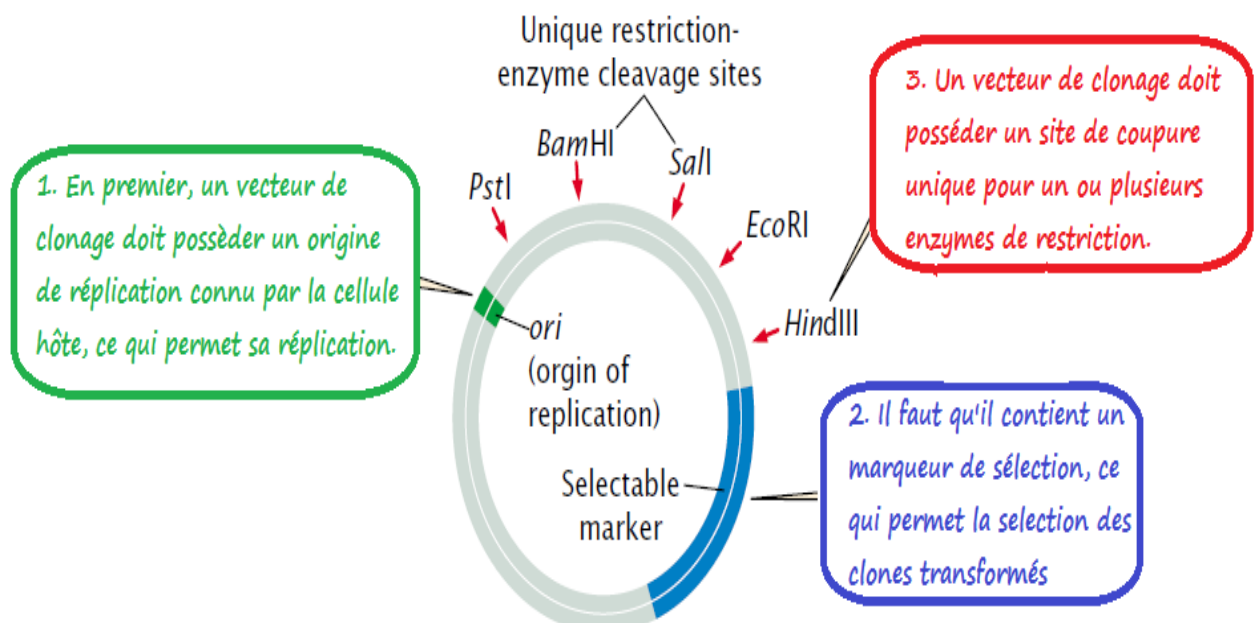 Unique restriction-
enzyme cleavage sites
BamHI
SalI
PstI
EcoRI
HindIII
ori
(orgin of
replication)
Selectable
marker
1. En premier, un vecteur de
clonage doit possèder un origine
de réplication connu par la cellule
hôte, ce qui permet sa réplication.
3. Un vecteur de clonage doit
posséder un site de coupure
unique pour un ou plusieurs
enzymes de restriction.
2. Il faut qu'il contient un
marqueur de sélection, ce
qui permet la selection des
clones transformés